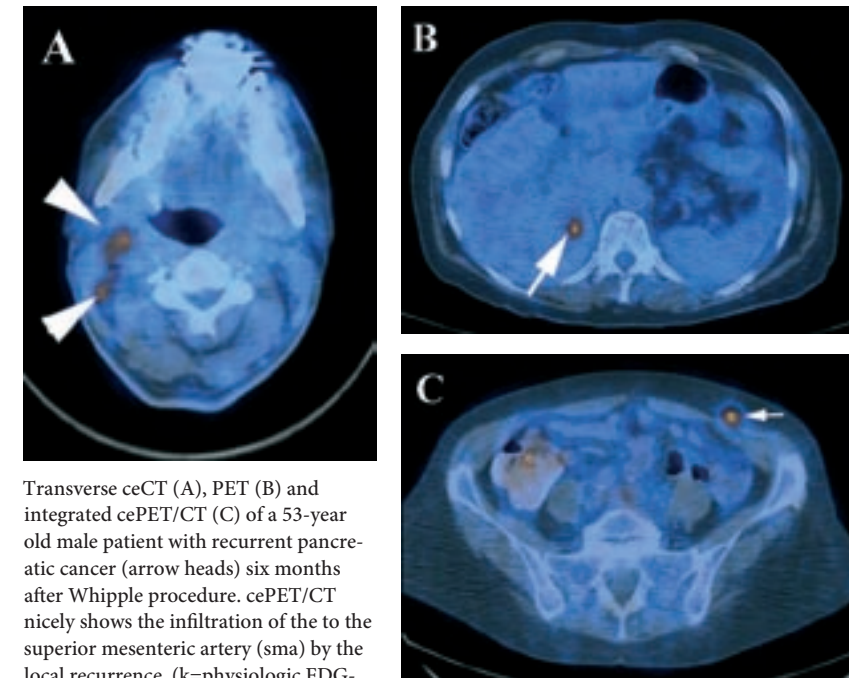 A
B
C
Transverse ceCT (A), PET (B) and
integrated cePET/CT (C) of a 53-year
old male patient with recurrent pancre-
atic cancer (arrow heads) six months
after Whipple procedure. cePET/CT
nicely shows the infiltration of the to the
superior mesenteric artery (sma) by the
local recurrence. (k=physiologic FDG-